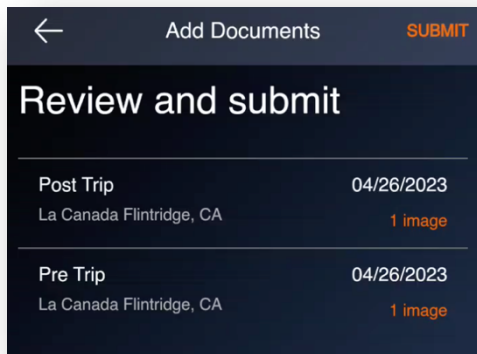 Add Documents SUBMIT
Review and submit
Post Trip 04/26/2023
La Canada Flintridge, CA 1 image
Pre Trip 04/26/2023
La Canada Flintridge, CA 1 image